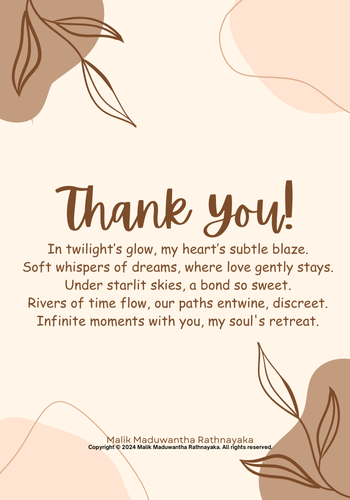 Thank You!
In twilight's glow, my heart's subtle blaze.
Soft whispers of dreams, where love gently stays.
Under starlit skies, a bond so sweet.
Rivers of time flow, our paths entwine, discreet.
Infinite moments with you, my soul's retreat.
Malik Maduwantha Rathnayaka
Copyright © 2024 Malik Maduwantha Rathnayaka. All rights reserved.